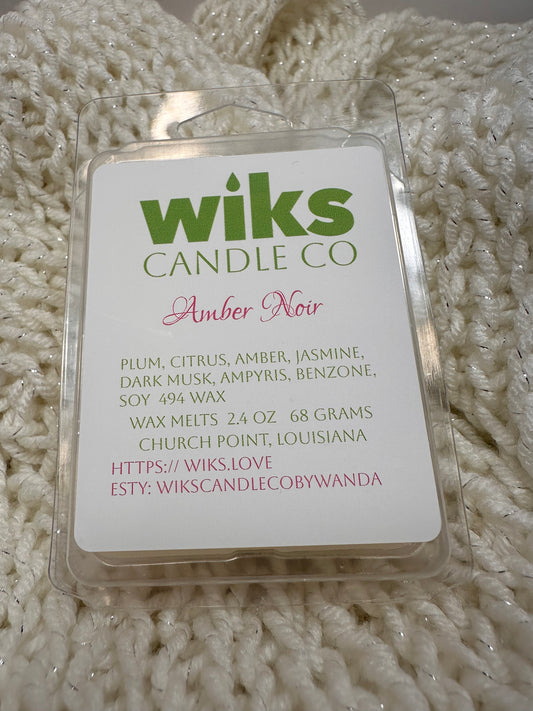 wiks
CANDLE CO
Amber Noir
PLUM, CITRUS, AMBER, JASMINE,
DARK MUSK, AMPYRIS, BENZONE,
SOY 494 WAX
WAX MELTS 2.4 OZ 68 GRAMS
CHURCH POINT, LOUISIANA
HTTPS:// WIKS.LOVE
ESTY: WIKSCANDLECOBYWANDA